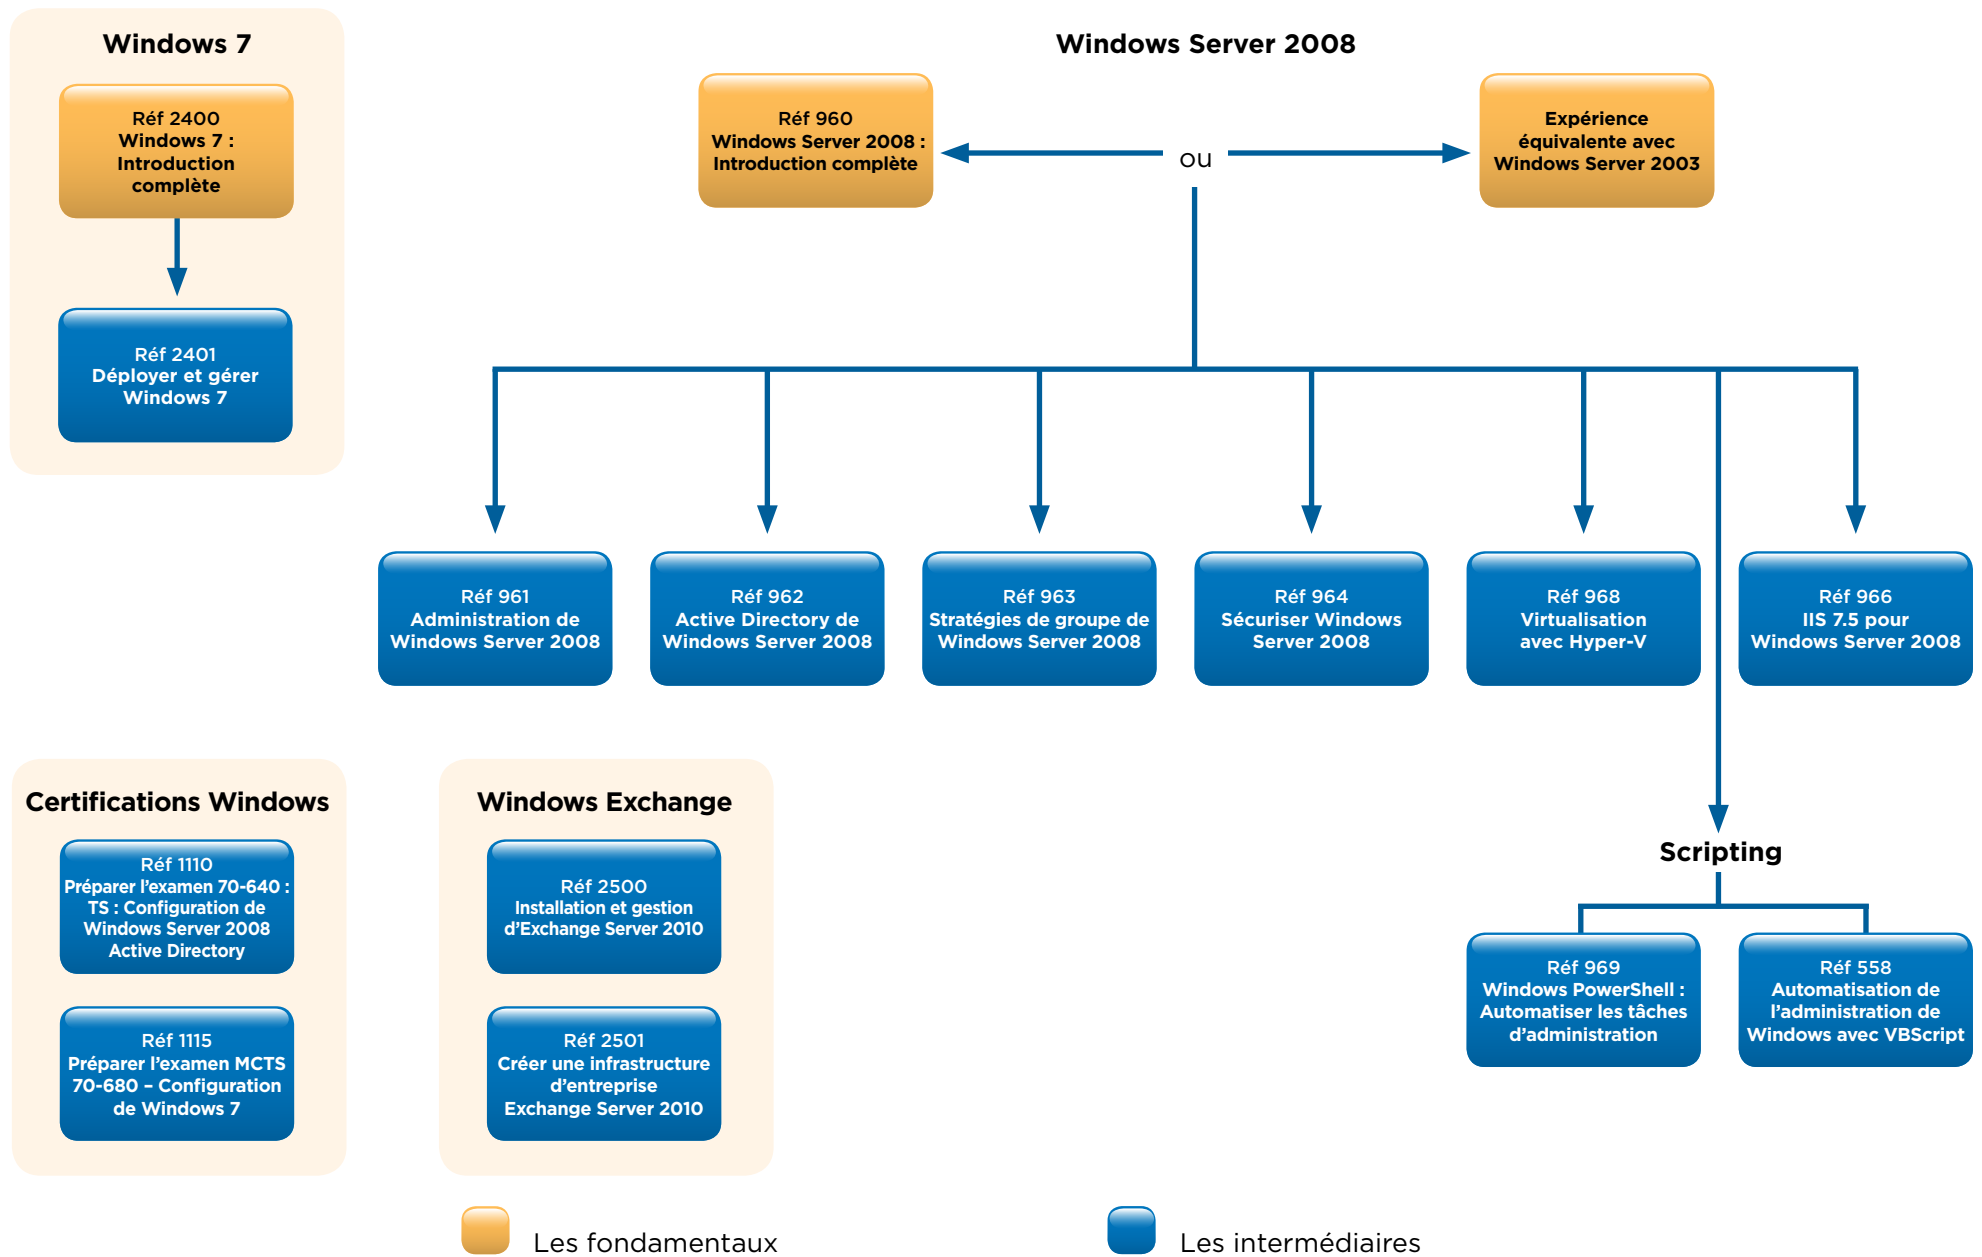 Windows 7
Réf 2400
Windows 7 :
Introduction
complète
Réf 2401
Déployer et gérer
Windows 7
Windows Server 2008
Réf 960
Windows Server 2008 :
Introduction complète
ou
Expérience
équivalente avec
Windows Server 2003
Réf 961
Administration de
Windows Server 2008
Réf 962
Active Directory de
Windows Server 2008
Réf 963
Stratégies de groupe de
Windows Server 2008
Réf 964
Sécuriser Windows
Server 2008
Réf 968
Virtualisation
avec Hyper-V
Réf 966
IIS 7.5 pour
Windows Server 2008
Certifications Windows
Réf 1110
Préparer l’examen 70-640 :
TS : Configuration de
Windows Server 2008
Active Directory
Réf 1115
Préparer l’examen MCTS
70-680 – Configuration
de Windows 7
Windows Exchange
Réf 2500
Installation et gestion
d’Exchange Server 2010
Réf 2501
Créer une infrastructure
d’entreprise
Exchange Server 2010
Scripting
Réf 969
Windows PowerShell :
Automatiser les tâches
d’administration
Réf 558
Automatisation de
l’administration de
Windows avec VBScript
Les fondamentaux
Les intermédiaires